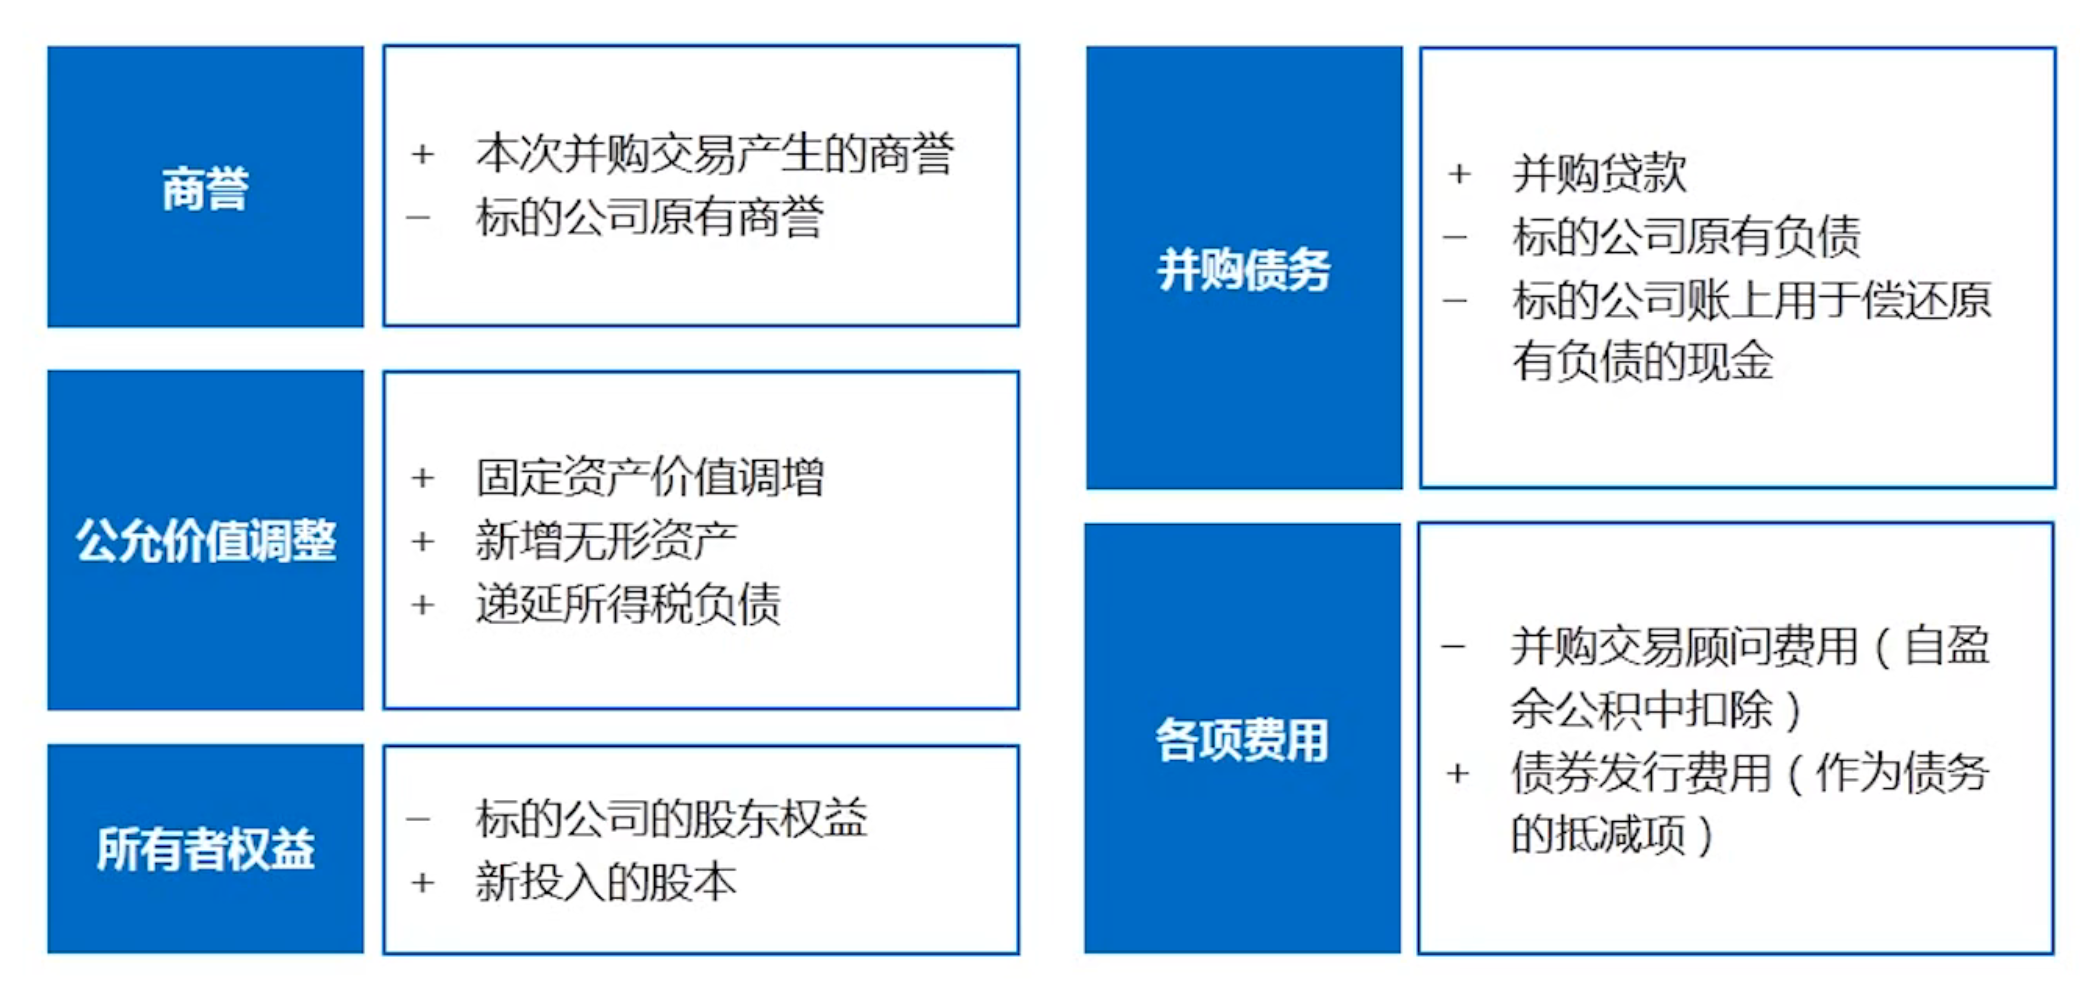 商誉
+ 本次并购交易产生的商誉
− 标的公司原有商誉
公允价值调整
+ 固定资产价值调增
+ 新增无形资产
+ 递延所得税负债
所有者权益
− 标的公司的股东权益
+ 新投入的股本
并购债务
+ 并购贷款
− 标的公司原有负债
− 标的公司账上用于偿还原
有负债的现金
各项费用
− 并购交易顾问费用（自盈
余公积中扣除）
+ 债券发行费用（作为债务
的抵减项）